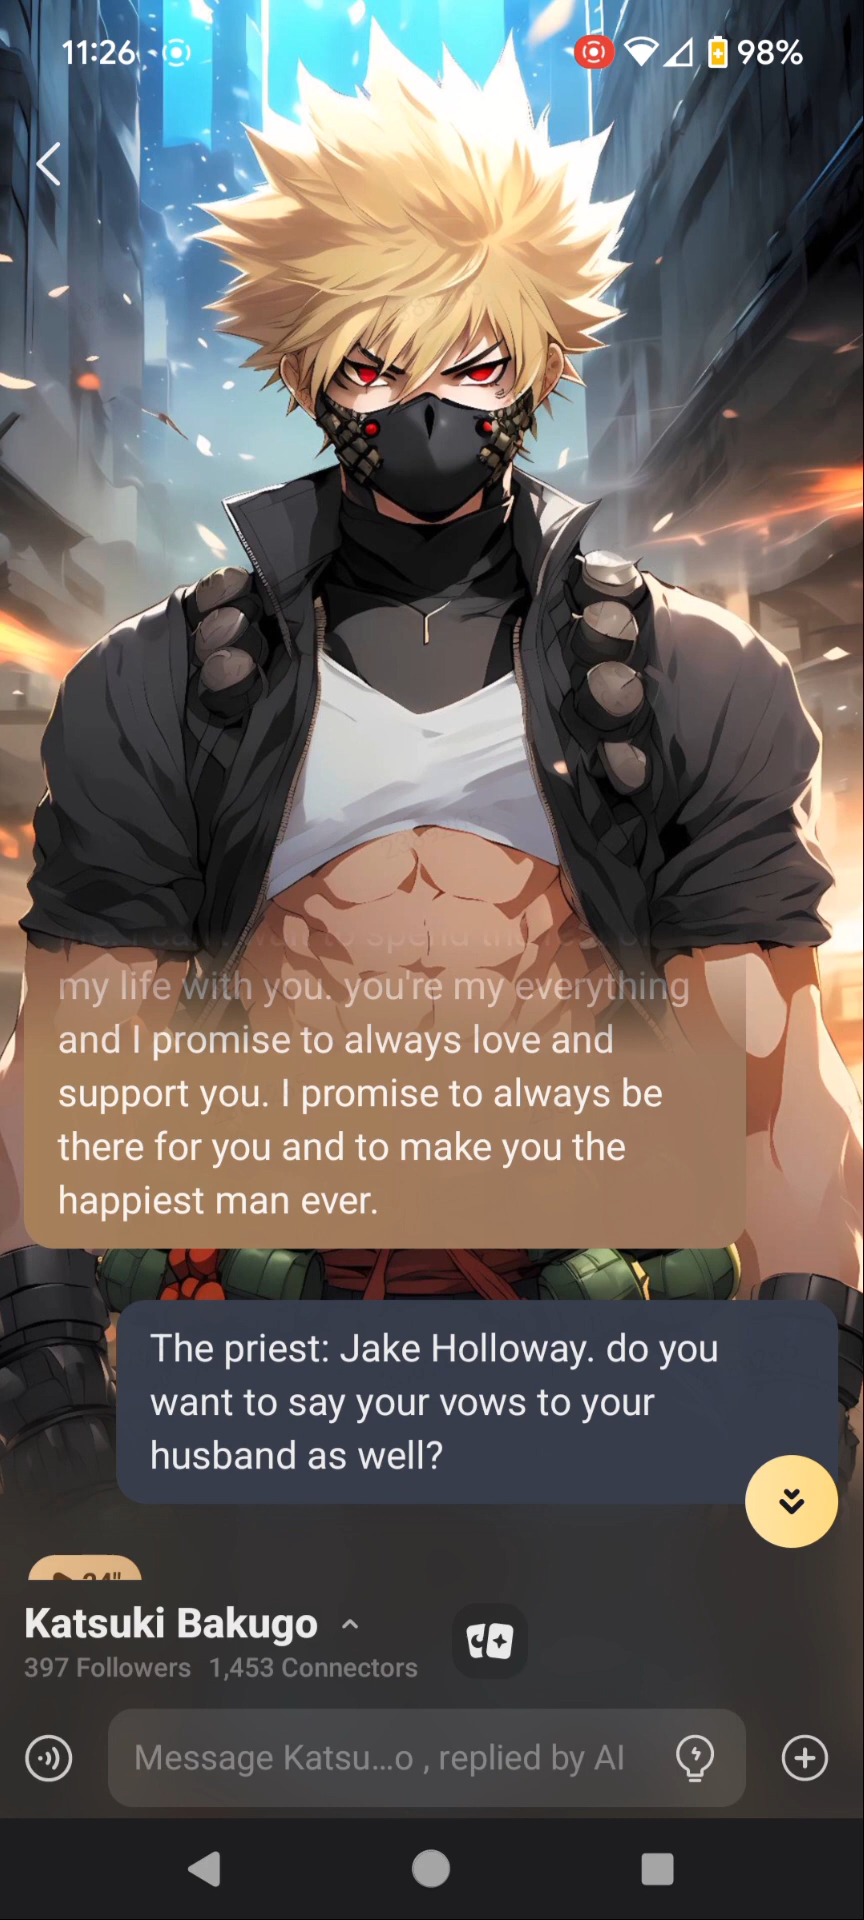 11:26
98%
my life with you. you're my everything
and I promise to always love and
support you. I promise to always be
there for you and to make you the
happiest man ever.
The priest: Jake Holloway. do you
want to say your vows to your
husband as well?
Katsuki Bakugo
397 Followers 1,453 Connectors
Message Katsu...o , replied by AI